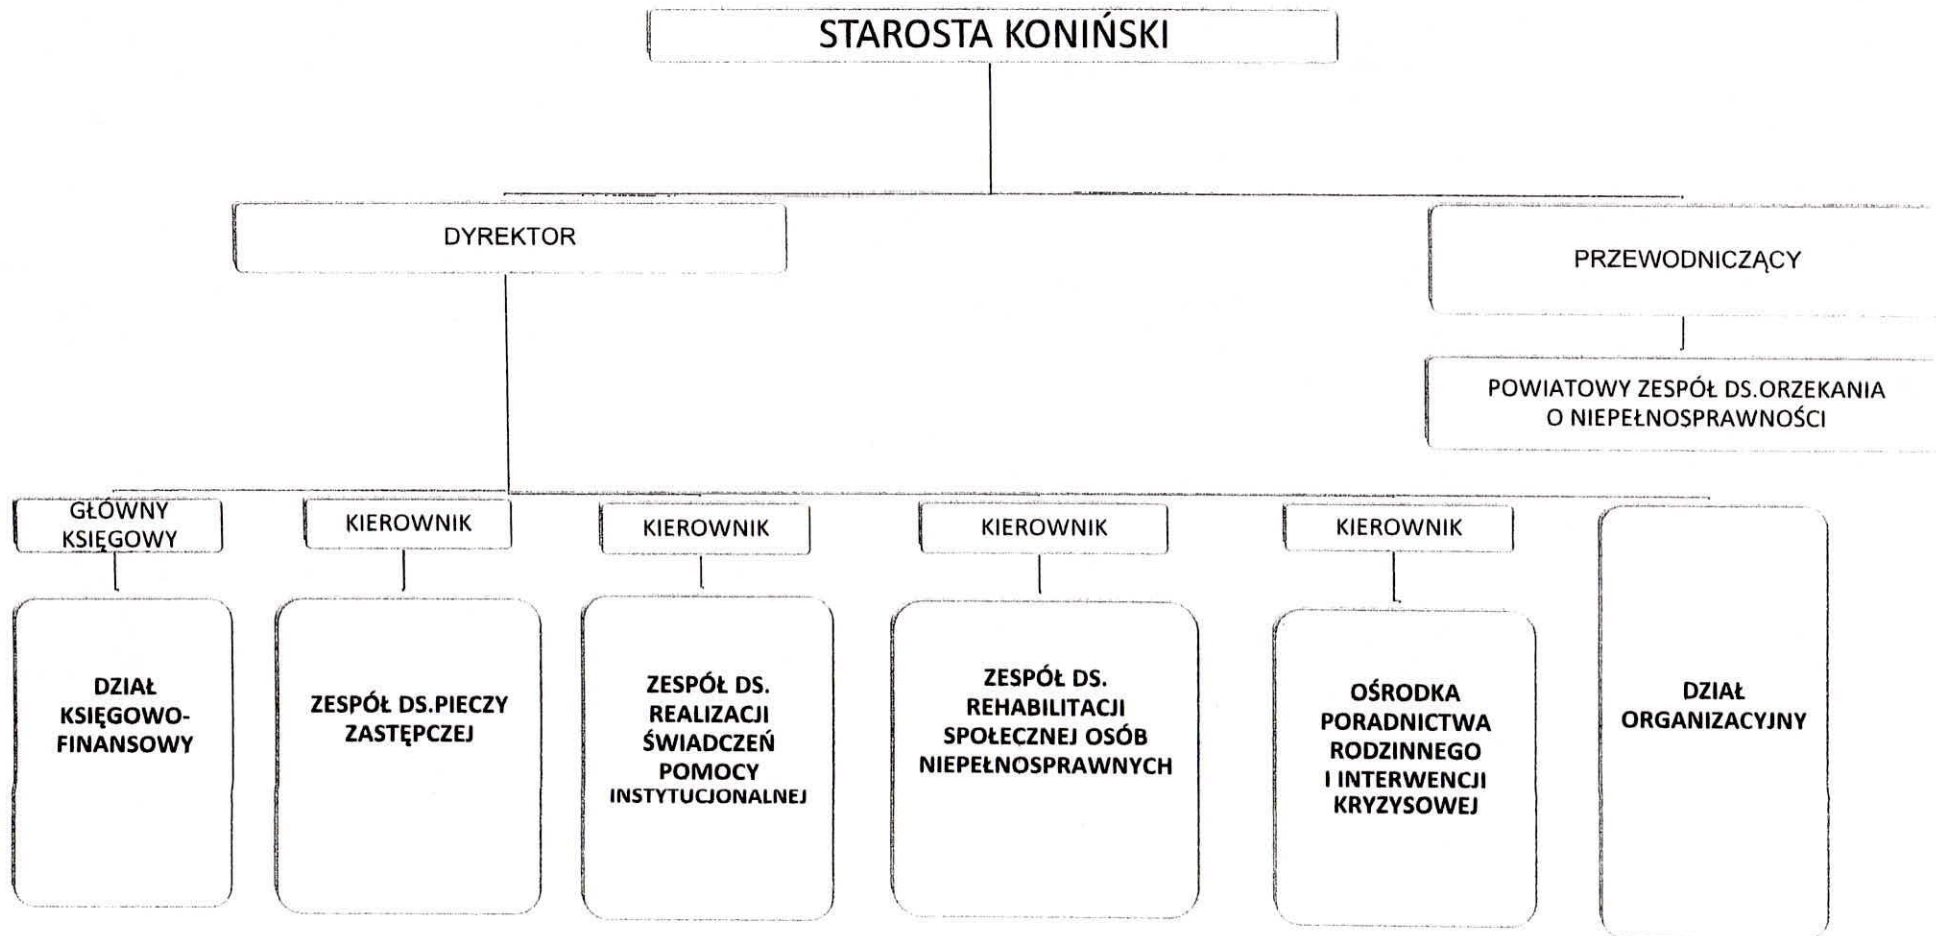 STAROSTA KONIŃSKI
DYREKTOR
PRZEWODNICZĄCY
POWIATOWY ZESPÓŁ DS.ORZEKANIA
O NIEPEŁNOSPRAWNOŚCI
GŁÓWNY
KSIĘGOWY
KIEROWNIK
KIEROWNIK
KIEROWNIK
KIEROWNIK
DZIAŁ
KSIĘGOWO-
FINANSOWY
ZESPÓŁ DS.PIECZY
ZASTĘPCZEJ
ZESPÓŁ DS.
REALIZACJI
ŚWIADCZEŃ
POMOCY
INSTYTUCJONALNEJ
ZESPÓŁ DS.
REHABILITACJI
SPOŁECZNEJ OSÓB
NIEPEŁNOSPRAWNYCH
OŚRODKA
PORADNICTWA
RODZINNEGO
I INTERWENCJI
KRYZYSOWEJ
DZIAŁ
ORGANIZACYJNY